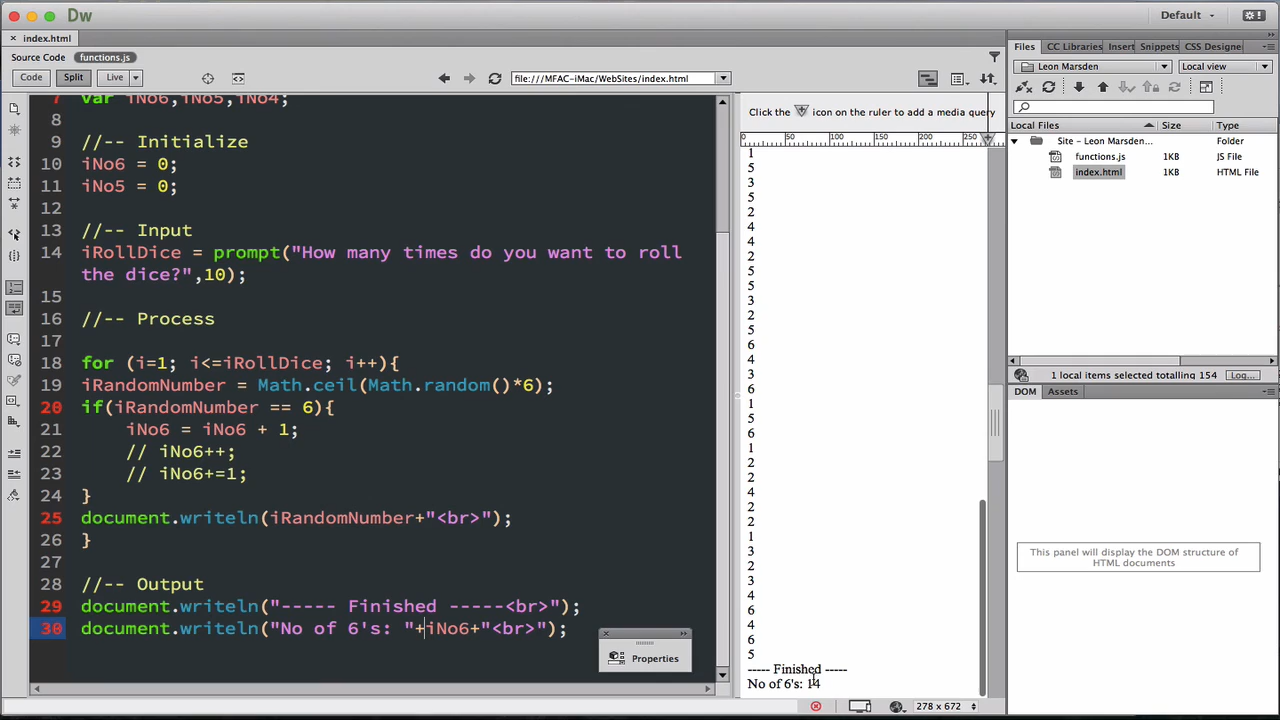 Dw
Default
index.html
Source Code functions.js
Code Split Live
file:///MFAC-iMac/WebSites/index.html
7 var iNo6,iNo5,iNo4;
8
9 //-- Initialize
10 iNo6 = 0;
11 iNo5 = 0;
12
13 //-- Input
14 iRollDice = prompt("How many times do you want to roll
the dice?",10);
15
16 //-- Process
17
18 for (i=1; i<=iRollDice; i++){
19 iRandomNumber = Math.ceil(Math.random()*6);
20 if(iRandomNumber == 6){
21 iNo6 = iNo6 + 1;
22 // iNo6++;
23 // iNo6+=1;
24 }
25 document.writeln(iRandomNumber+"<br>");
26 }
27
28 //-- Output
29 document.writeln("----- Finished -----<br>");
30 document.writeln("No of 6's: "+iNo6+"<br>");
Properties
Click the icon on the ruler to add a media query
0 50 100 150 200 250
1
5
3
5
2
4
4
2
5
5
3
2
5
6
4
3
6
1
5
6
1
2
2
4
2
2
1
3
2
3
4
6
4
6
5
----- Finished -----
No of 6's: 14
278 x 672
Files CC Libraries Insert Snippets CSS Designer
Leon Marsden Local view
Local Files Size Type
Site - Leon Marsden... Folder
functions.js 1KB JS File
index.html 1KB HTML File
1 local items selected totalling 154 Log...
DOM Assets
This panel will display the DOM structure of
HTML documents